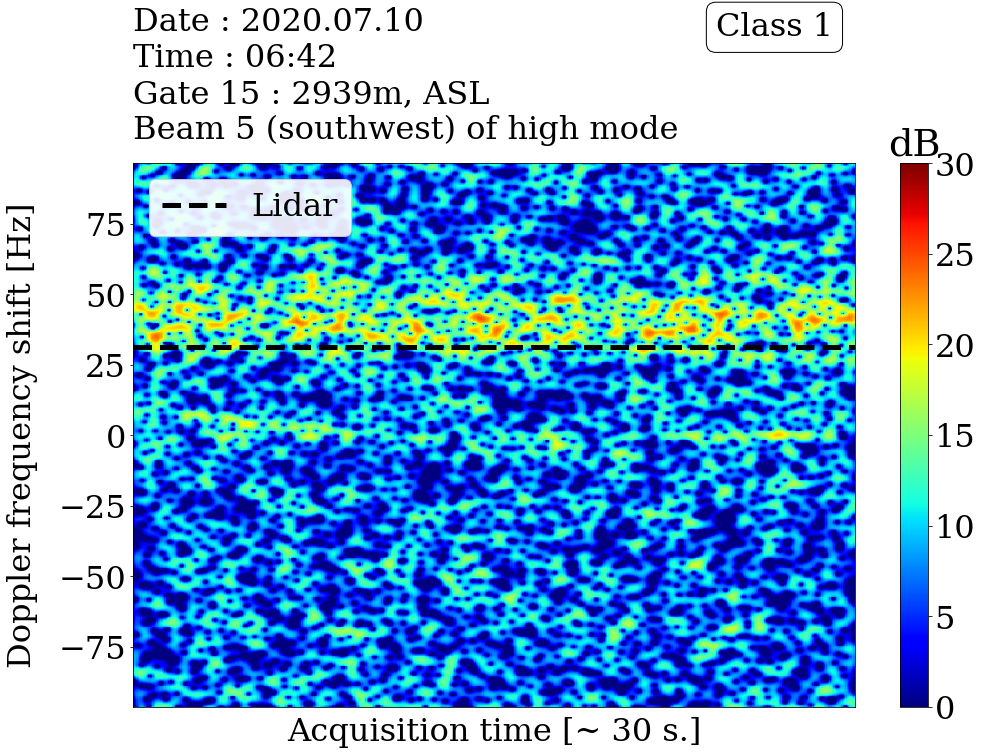 Date : 2020.07.10
Class 1
Time : 06:42
Gate 15 : 2939m, ASL
Beam 5 (southwest) of high mode
dB
Lidar
Doppler frequency shift [Hz]
75
50
25
0
−25
−50
−75
30
25
20
15
10
5
0
Acquisition time [~ 30 s.]